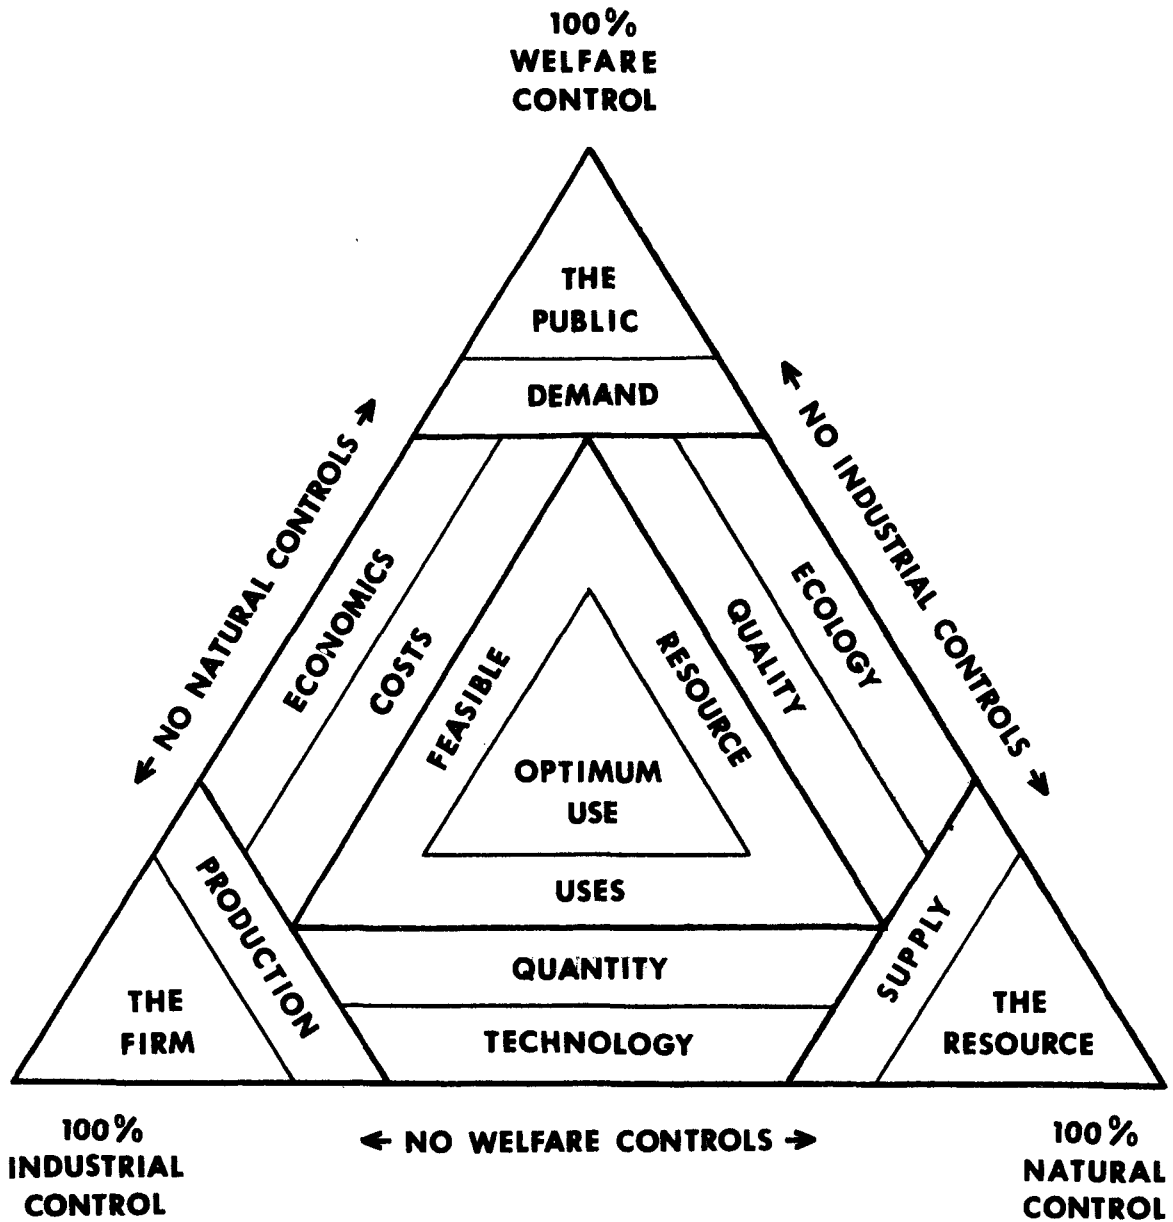 100%
WELFARE
CONTROL
THE
PUBLIC
DEMAND
← NO NATURAL CONTROLS →
← NO INDUSTRIAL CONTROLS →
ECONOMICS
COSTS
FEASIBLE
RESOURCE
QUALITY
ECOLOGY
OPTIMUM
USE
USES
PRODUCTION
QUANTITY
SUPPLY
THE
FIRM
TECHNOLOGY
THE
RESOURCE
100%
INDUSTRIAL
CONTROL
← NO WELFARE CONTROLS →
100%
NATURAL
CONTROL